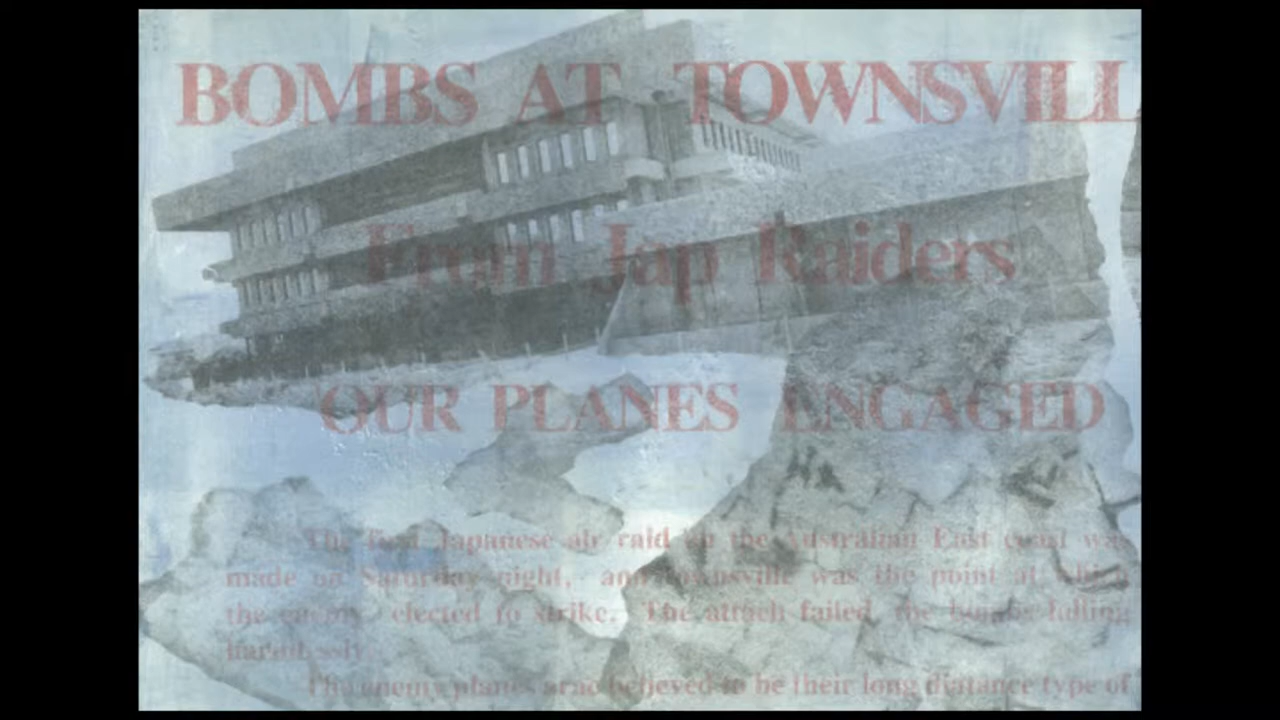 BOMBS AT TOWNSVILL
From Jap Raiders
OUR PLANES ENGAGED
The first Japanese air raid on the Australian East coast was
made on Saturday night, and Townsville was the point at which
the enemy elected to strike. The attach failed, the bombs falling
harmlessly.
The enemy planes arae believed to be their long distance type of